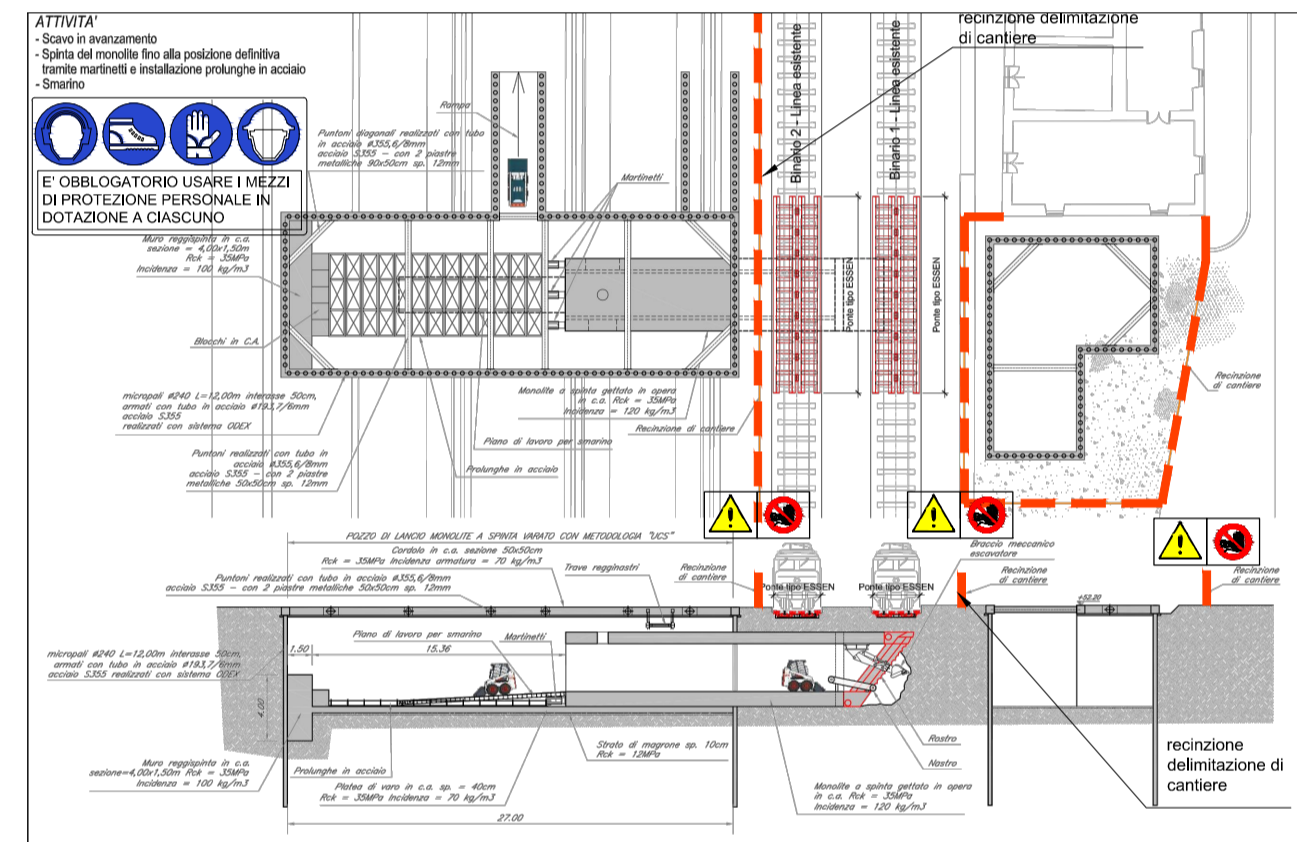 ATTIVITA'
- Scavo in avanzamento
- Spinta del monolite fino alla posizione definitiva
tramite martinetti e installazione prolunghe in acciaio
- Smarino
E' OBBLOGATORIO USARE I MEZZI
DI PROTEZIONE PERSONALE IN
DOTAZIONE A CIASCUNO
recinzione delimitazione
di cantiere
Binario 2 - Linea esistente
Binario 1 - Linea esistente
Rampa
Puntoni diagonali realizzati con tubo
in acciaio ø355,6/8mm
acciaio S355 - con 2 piastre
metalliche 90x50cm sp. 12mm
Martinetti
Muro reggispinta in c.a.
sezione = 4,00x1,50m
Rck = 35MPa
Incidenza = 100 kg/m3
Ponte tipo ESSEN
Ponte tipo ESSEN
Blocchi in C.A.
micropali ø240 L=12,00m interasse 50cm,
armati con tubo in acciaio ø193,7/6mm
acciaio S355
realizzati con sistema ODEX
Monolite a spinta gettato in opera
in c.a. Rck = 35MPa
Incidenza = 120 kg/m3
Recinzione
di cantiere
Recinzione di cantiere
Piano di lavoro per smarino
Prolunghe in acciaio
Puntoni realizzati con tubo in
acciaio ø355,6/8mm
acciaio S355 - con 2 piastre
metalliche 50x50cm sp. 12mm
POZZO DI LANCIO MONOLITE A SPINTA VARATO CON METODOLOGIA "UCS"
Cordolo in c.a. sezione 50x50cm
Rck = 35MPa Incidenza armatura = 70 kg/m3
Puntoni realizzati con tubo in acciaio ø355,6/8mm
acciaio S355 - con 2 piastre metalliche 50x50cm sp. 12mm
Trave regginastri
Recinzione
di cantiere
Braccio meccanico
escavatore
Recinzione
di cantiere
Recinzione
di cantiere
Ponte tipo ESSEN
Ponte tipo ESSEN
+52.20
Piano di lavoro per smarino
Martinetti
micropali ø240 L=12,00m interasse 50cm,
armati con tubo in acciaio ø193,7/6mm
acciaio S355 realizzati con sistema ODEX
1.50
15.36
4.00
Muro reggispinta in c.a.
sezione=4,00x1,50m Rck = 35MPa
Incidenza = 100 kg/m3
Prolunghe in acciaio
Strato di magrone sp. 10cm
Rck = 12MPa
Platea di varo in c.a. sp. = 40cm
Rck = 35MPa Incidenza = 70 kg/m3
27.00
Rostro
Nastro
Monolite a spinta gettato in opera
in c.a. Rck = 35MPa
Incidenza = 120 kg/m3
recinzione
delimitazione di
cantiere